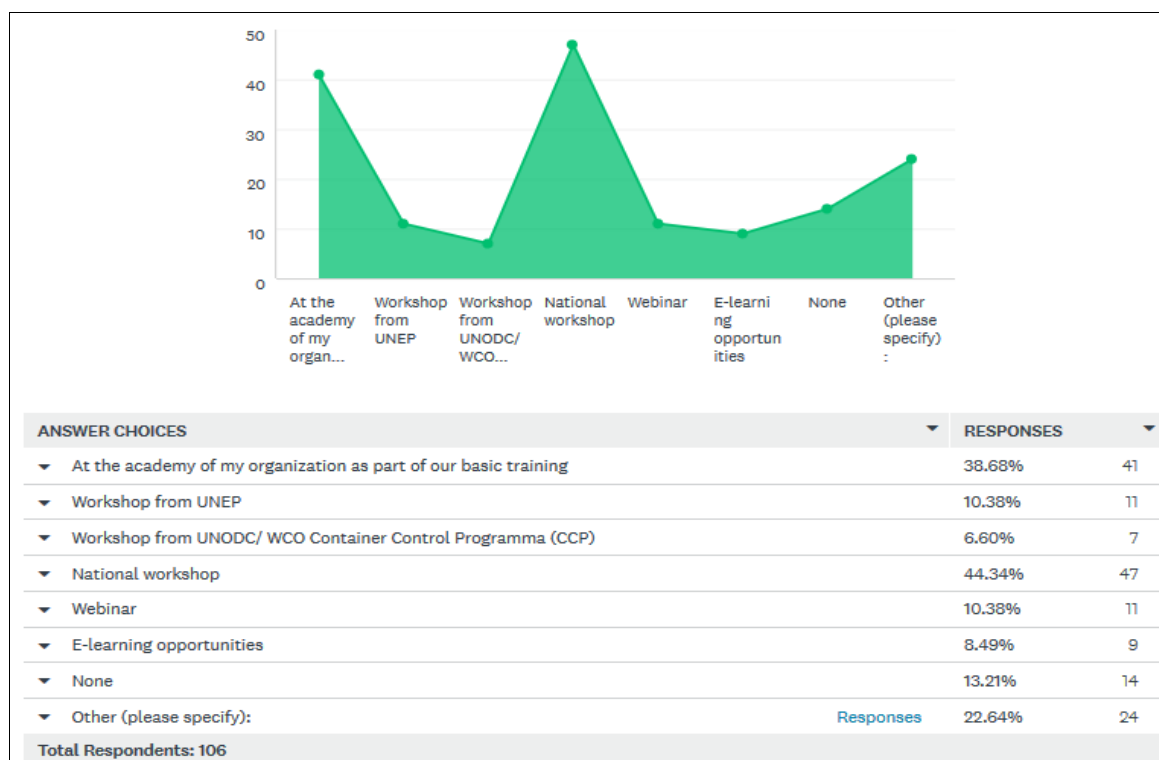 50
40
30
20
10
0
At the academy of my organ...
Workshop from UNEP
Workshop from UNODC/ WCO...
National workshop
Webinar
E-learni ng opportun ities
None
Other (please specify) :
ANSWER CHOICES RESPONSES
At the academy of my organization as part of our basic training 38.68% 41
Workshop from UNEP 10.38% 11
Workshop from UNODC/ WCO Container Control Programma (CCP) 6.60% 7
National workshop 44.34% 47
Webinar 10.38% 11
E-learning opportunities 8.49% 9
None 13.21% 14
Other (please specify): Responses 22.64% 24
Total Respondents: 106